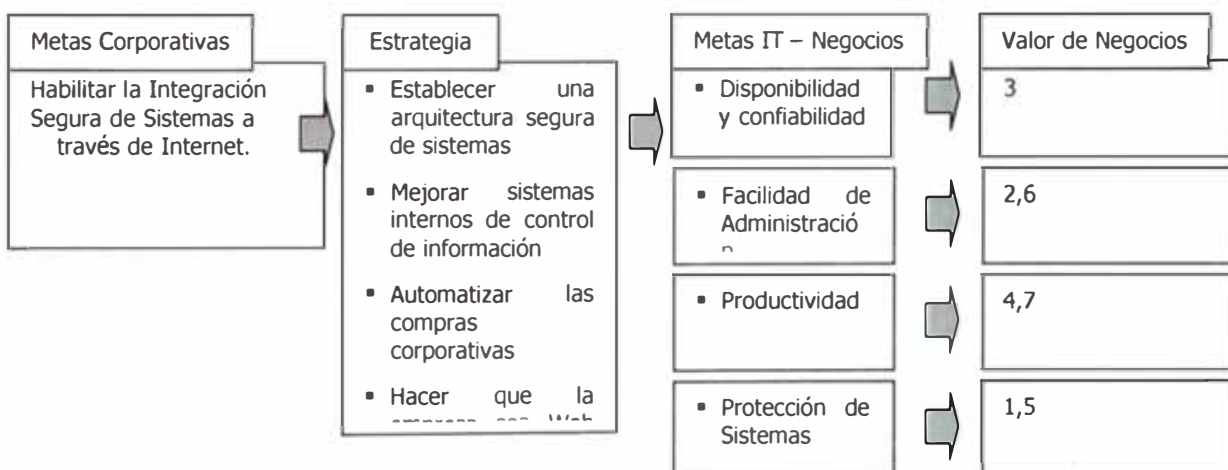 Metas Corporativas
Habilitar la Integración
Segura de Sistemas a
través de Internet.
Estrategia
▪ Establecer una
arquitectura segura
de sistemas
▪ Mejorar sistemas
internos de control
de información
▪ Automatizar las
compras
corporativas
▪ Hacer que la
Metas IT – Negocios
▪ Disponibilidad
y confiabilidad
▪ Facilidad de
Administració
▪ Productividad
▪ Protección de
Sistemas
Valor de Negocios
3
2,6
4,7
1,5